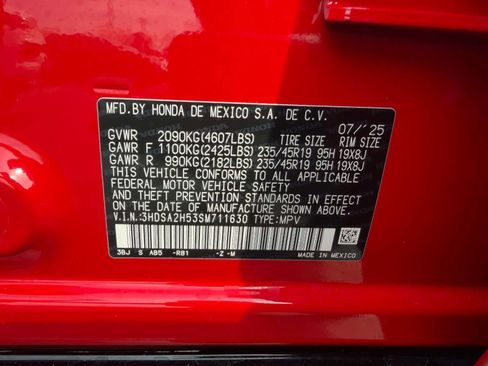 MFD.BY HONDA DE MEXICO S.A. DE C.V.
07/'25
GVWR 2090KG(4607LBS) TIRE SIZE RIM SIZE
GAWR F 1100KG(2425LBS) 235/45R19 95H 19X8J
GAWR R 990KG(2182LBS) 235/45R19 95H 19X8J
THIS VEHICLE CONFORMS TO ALL APPLICABLE
FEDERAL MOTOR VEHICLE SAFETY
AND THEFT PREVENTION STANDARDS IN EFFECT
ON THE DATE OF MANUFACTURE SHOWN ABOVE.
V.I.N.:3HDSA2H53SM711630 TYPE:MPV
3BJ S AB5 -R81 -Z -M MADE IN MEXICO